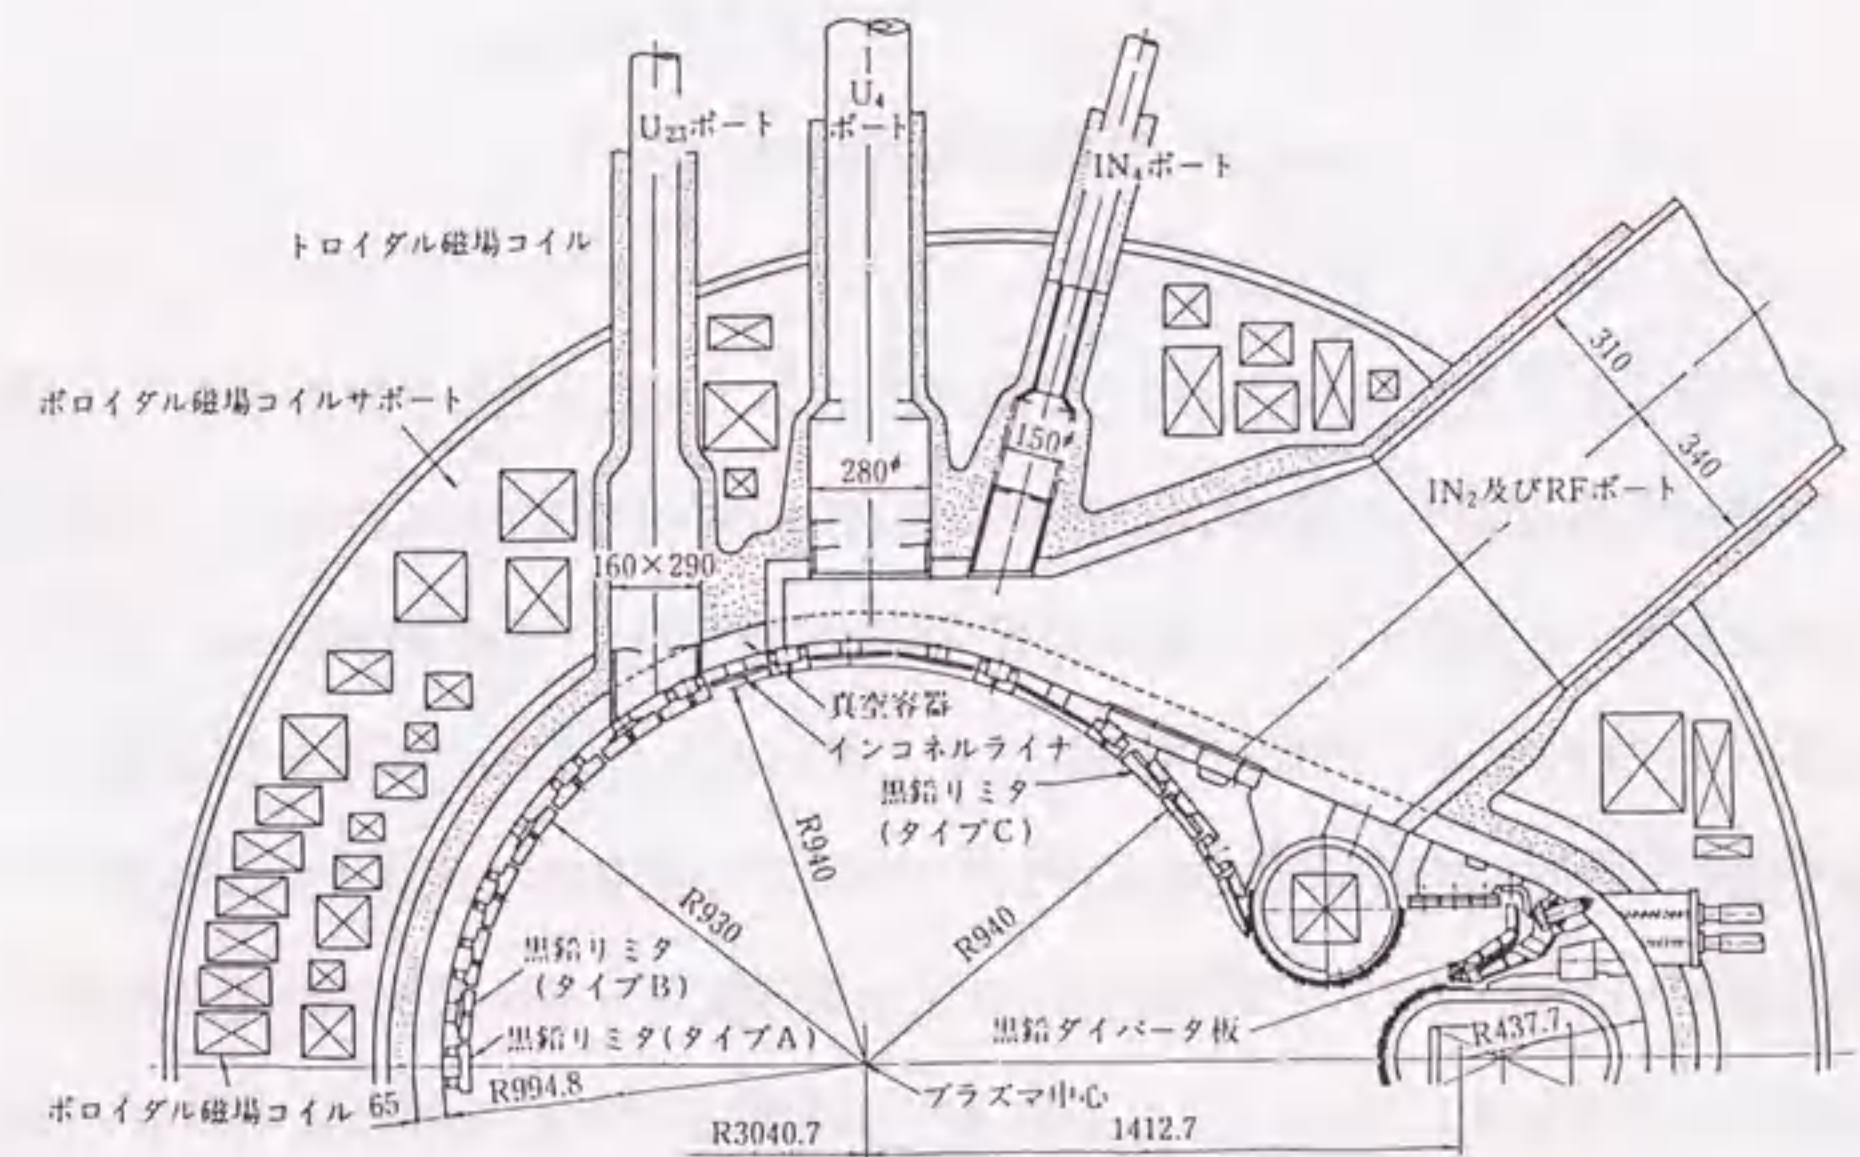 U₄
ポート
U₂₃ポート
IN₄ポート
トロイダル磁場コイル
310
ポロイダル磁場コイルサポート
150φ
340
280φ
IN₂及びRFポート
160×290
真空容器
インコネルライナ
黒鉛リミタ
(タイプC)
R940
R930
R940
黒鉛リミタ
(タイプB)
黒鉛リミタ(タイプA)
黒鉛ダイバータ板
R437.7
R994.8
プラズマ中心
ポロイダル磁場コイル
65
R3040.7
1412.7